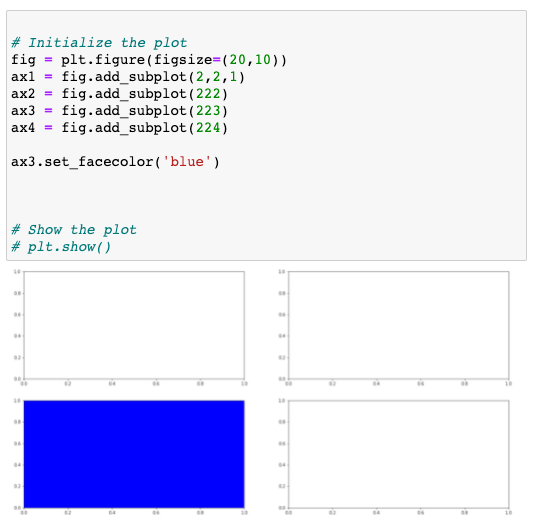 # Initialize the plot
fig = plt.figure(figsize=(20,10))
ax1 = fig.add_subplot(2,2,1)
ax2 = fig.add_subplot(222)
ax3 = fig.add_subplot(223)
ax4 = fig.add_subplot(224)
ax3.set_facecolor('blue')
# Show the plot
# plt.show()
1.0
0.8
0.6
0.4
0.2
0.0
0.0 0.2 0.4 0.6 0.8 1.0
1.0
0.8
0.6
0.4
0.2
0.0
0.0 0.2 0.4 0.6 0.8 1.0
1.0
0.8
0.6
0.4
0.2
0.0
0.0 0.2 0.4 0.6 0.8 1.0
1.0
0.8
0.6
0.4
0.2
0.0
0.0 0.2 0.4 0.6 0.8 1.0